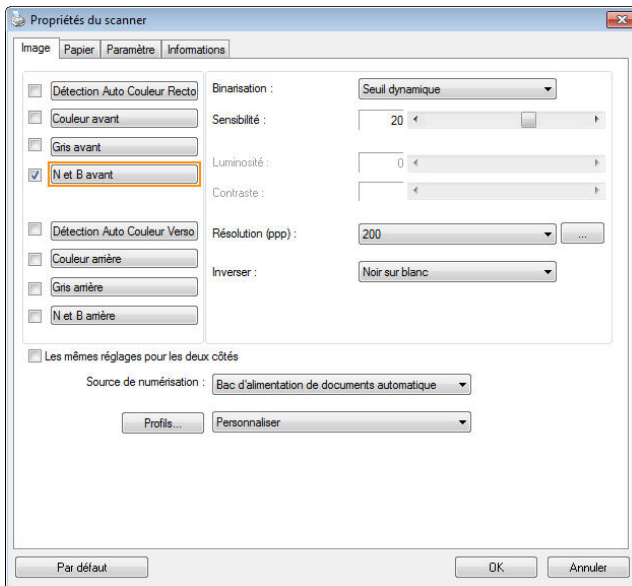 Propriétés du scanner
Image Papier Paramètre Informations
Détection Auto Couleur Recto
Couleur avant
Gris avant
N et B avant
Détection Auto Couleur Verso
Couleur arrière
Gris arrière
N et B arrière
Binarisation : Seuil dynamique
Sensibilité : 20
Luminosité : 0
Contraste :
Résolution (ppp) : 200 ...
Inverser : Noir sur blanc
Les mêmes réglages pour les deux côtés
Source de numérisation : Bac d'alimentation de documents automatique
Profils... Personnaliser
Par défaut OK Annuler